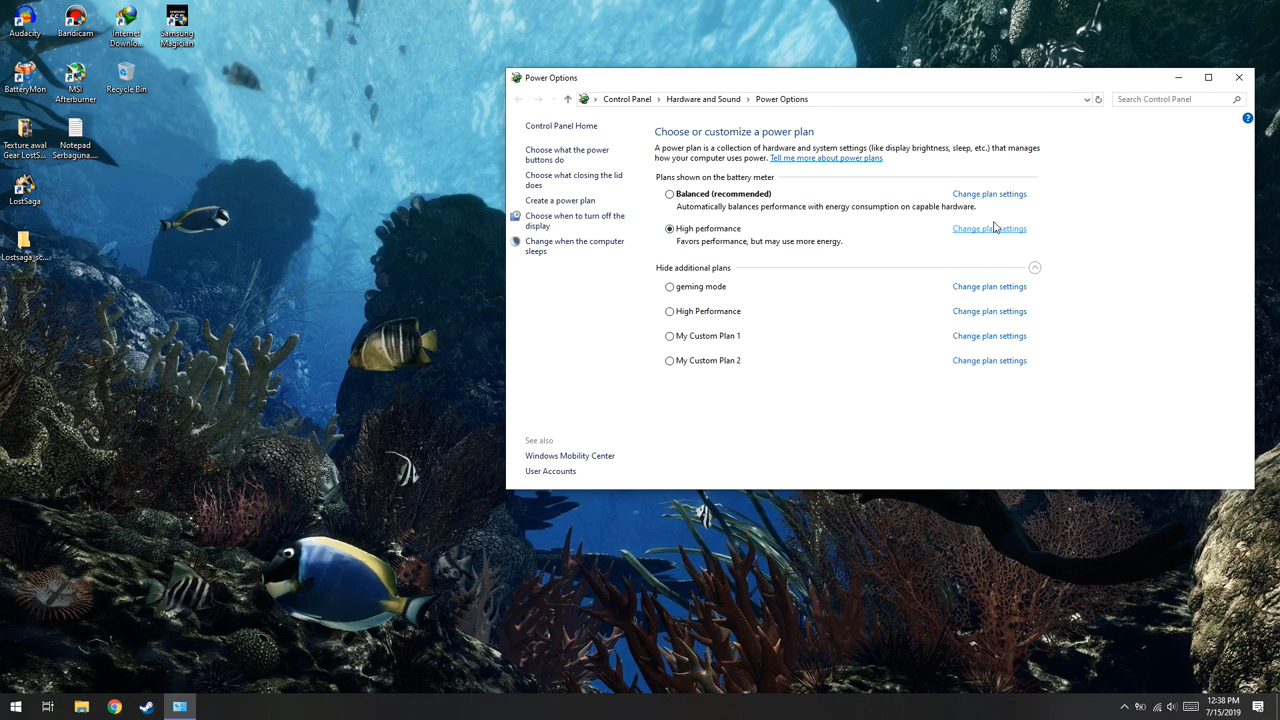 Audacity
Bandicam
Internet
Downlo...
Samsung
Magician
BatteryMon
MSI
Afterburner
Recycle Bin
Texture awal
Gear LostS...
Notepad
Serbaguna....
LostSaga
Lostsaga_sc...
Power Options
Control Panel > Hardware and Sound > Power Options
Search Control Panel
Control Panel Home
Choose what the power
buttons do
Choose what closing the lid
does
Create a power plan
Choose when to turn off the
display
Change when the computer
sleeps
See also
Windows Mobility Center
User Accounts
Choose or customize a power plan
A power plan is a collection of hardware and system settings (like display brightness, sleep, etc.) that manages
how your computer uses power. Tell me more about power plans
Plans shown on the battery meter
Balanced (recommended) Change plan settings
Automatically balances performance with energy consumption on capable hardware.
High performance Change plan settings
Favors performance, but may use more energy.
Hide additional plans
geming mode Change plan settings
High Performance Change plan settings
My Custom Plan 1 Change plan settings
My Custom Plan 2 Change plan settings
12:38 PM
7/15/2019